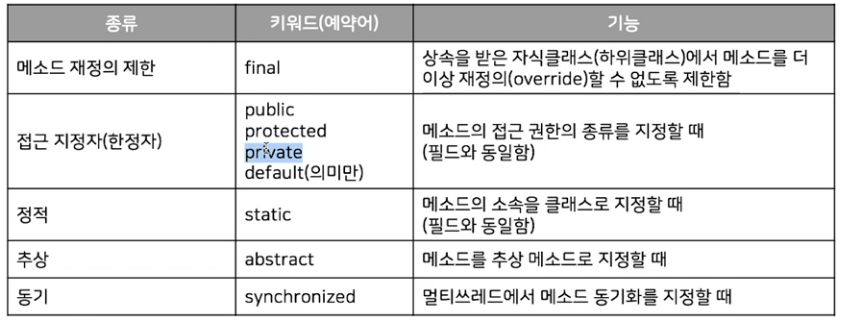 종류 키워드(예약어) 기능
메소드 재정의 제한 final 상속을 받은 자식클래스(하위클래스)에서 메소드를 더
이상 재정의(override)할 수 없도록 제한함
접근 지정자(한정자)
public
protected
private
default(의미만)
메소드의 접근 권한의 종류를 지정할 때
(필드와 동일함)
정적 static 메소드의 소속을 클래스로 지정할 때
(필드와 동일함)
추상 abstract 메소드를 추상 메소드로 지정할 때
동기 synchronized 멀티쓰레드에서 메소드 동기화를 지정할 때